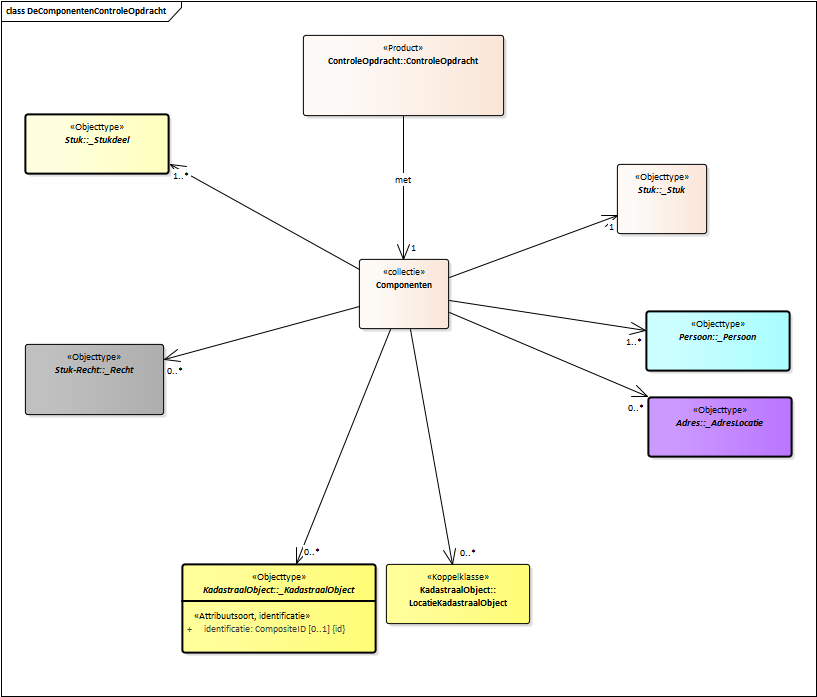 class DeComponentenControleOpdracht
«Product»
ControleOpdracht::ControleOpdracht
«Objecttype»
Stuk::_Stukdeel
1..*
met
«Objecttype»
Stuk::_Stuk
1
1
«collectie»
Componenten
«Objecttype»
Persoon::_Persoon
1..*
«Objecttype»
Stuk-Recht::_Recht
0..*
«Objecttype»
Adres::_AdresLocatie
0..*
0..*
0..*
«Objecttype»
KadastraalObject::_KadastraalObject
«Attribuutsoort, identificatie»
+ identificatie: CompositeID [0..1] {id}
«Koppelklasse»
KadastraalObject::
LocatieKadastraalObject